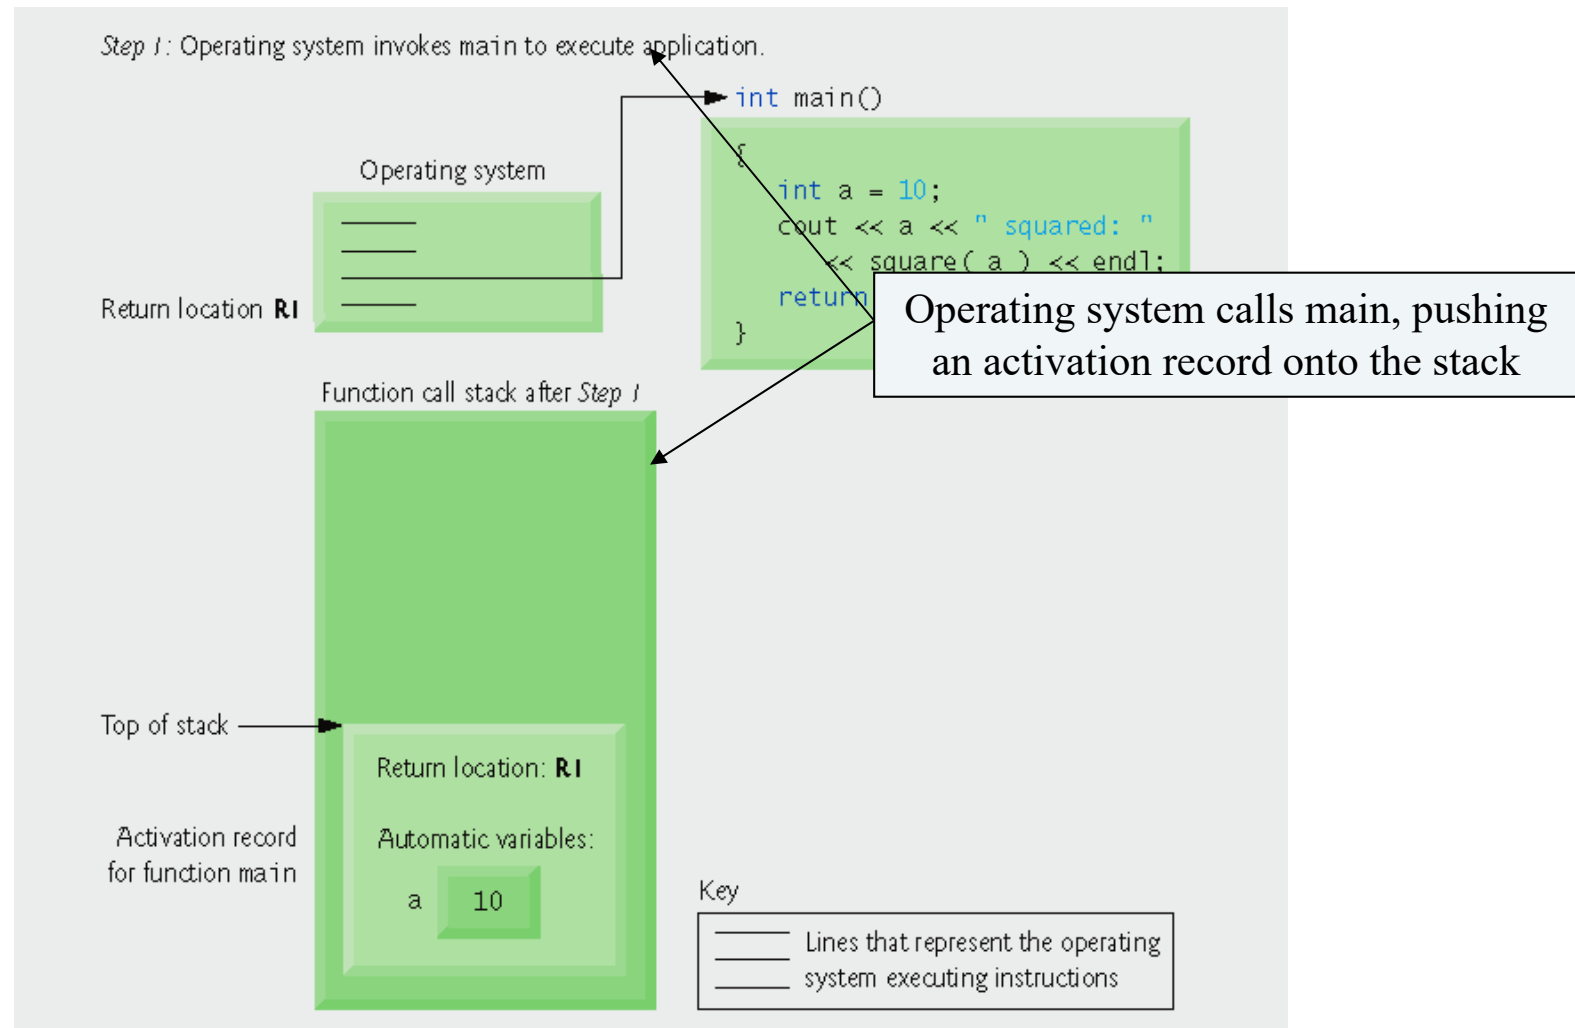 Step 1: Operating system invokes main to execute application.
int main()
{
int a = 10;
cout << a << " squared: "
<< square( a ) << endl;
return
}
Operating system
Return location R1
Operating system calls main, pushing
an activation record onto the stack
Function call stack after Step 1
Top of stack
Return location: R1
Activation record
for function main
Automatic variables:
a 10
Key
Lines that represent the operating
system executing instructions